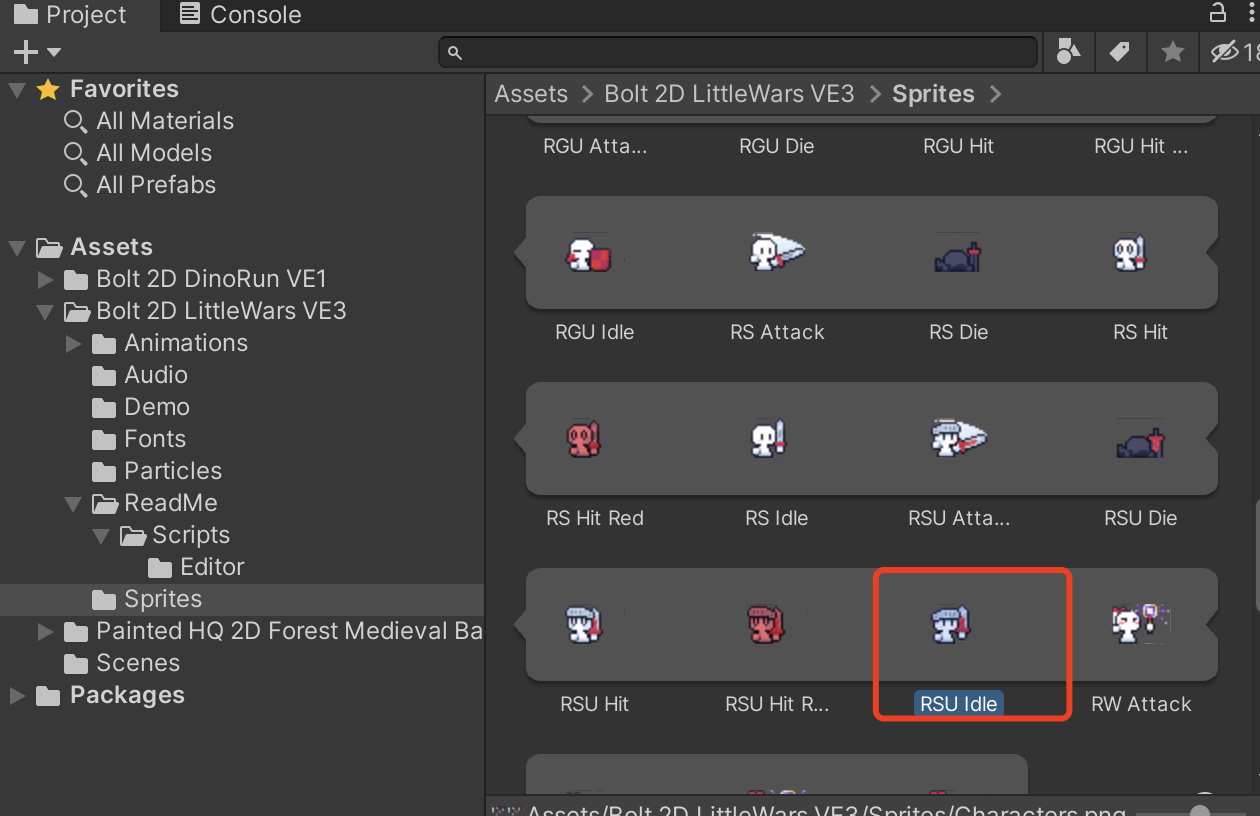 Project
Console
18
Favorites
All Materials
All Models
All Prefabs
Assets
Bolt 2D DinoRun VE1
Bolt 2D LittleWars VE3
Animations
Audio
Demo
Fonts
Particles
ReadMe
Scripts
Editor
Sprites
Painted HQ 2D Forest Medieval Ba
Scenes
Packages
Assets > Bolt 2D LittleWars VE3 > Sprites >
RGU Atta... RGU Die RGU Hit RGU Hit ...
RGU Idle RS Attack RS Die RS Hit
RS Hit Red RS Idle RSU Atta... RSU Die
RSU Hit RSU Hit R... RSU Idle RW Attack
Assets/Bolt 2D LittleWars VE3/Sprites/Characters.png